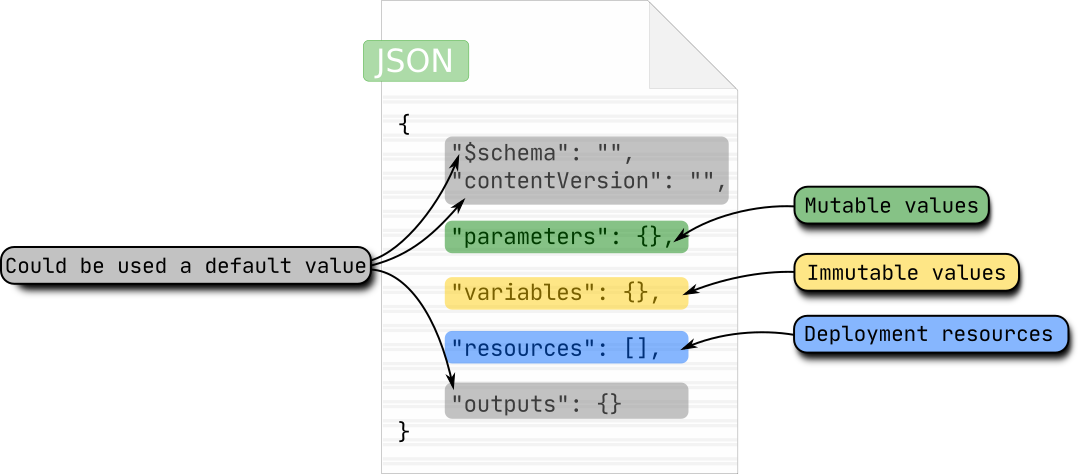 JSON
{
"$schema": "",
"contentVersion": "",
"parameters": {},
"variables": {},
"resources": [],
"outputs": {}
}
Could be used a default value
Mutable values
Immutable values
Deployment resources